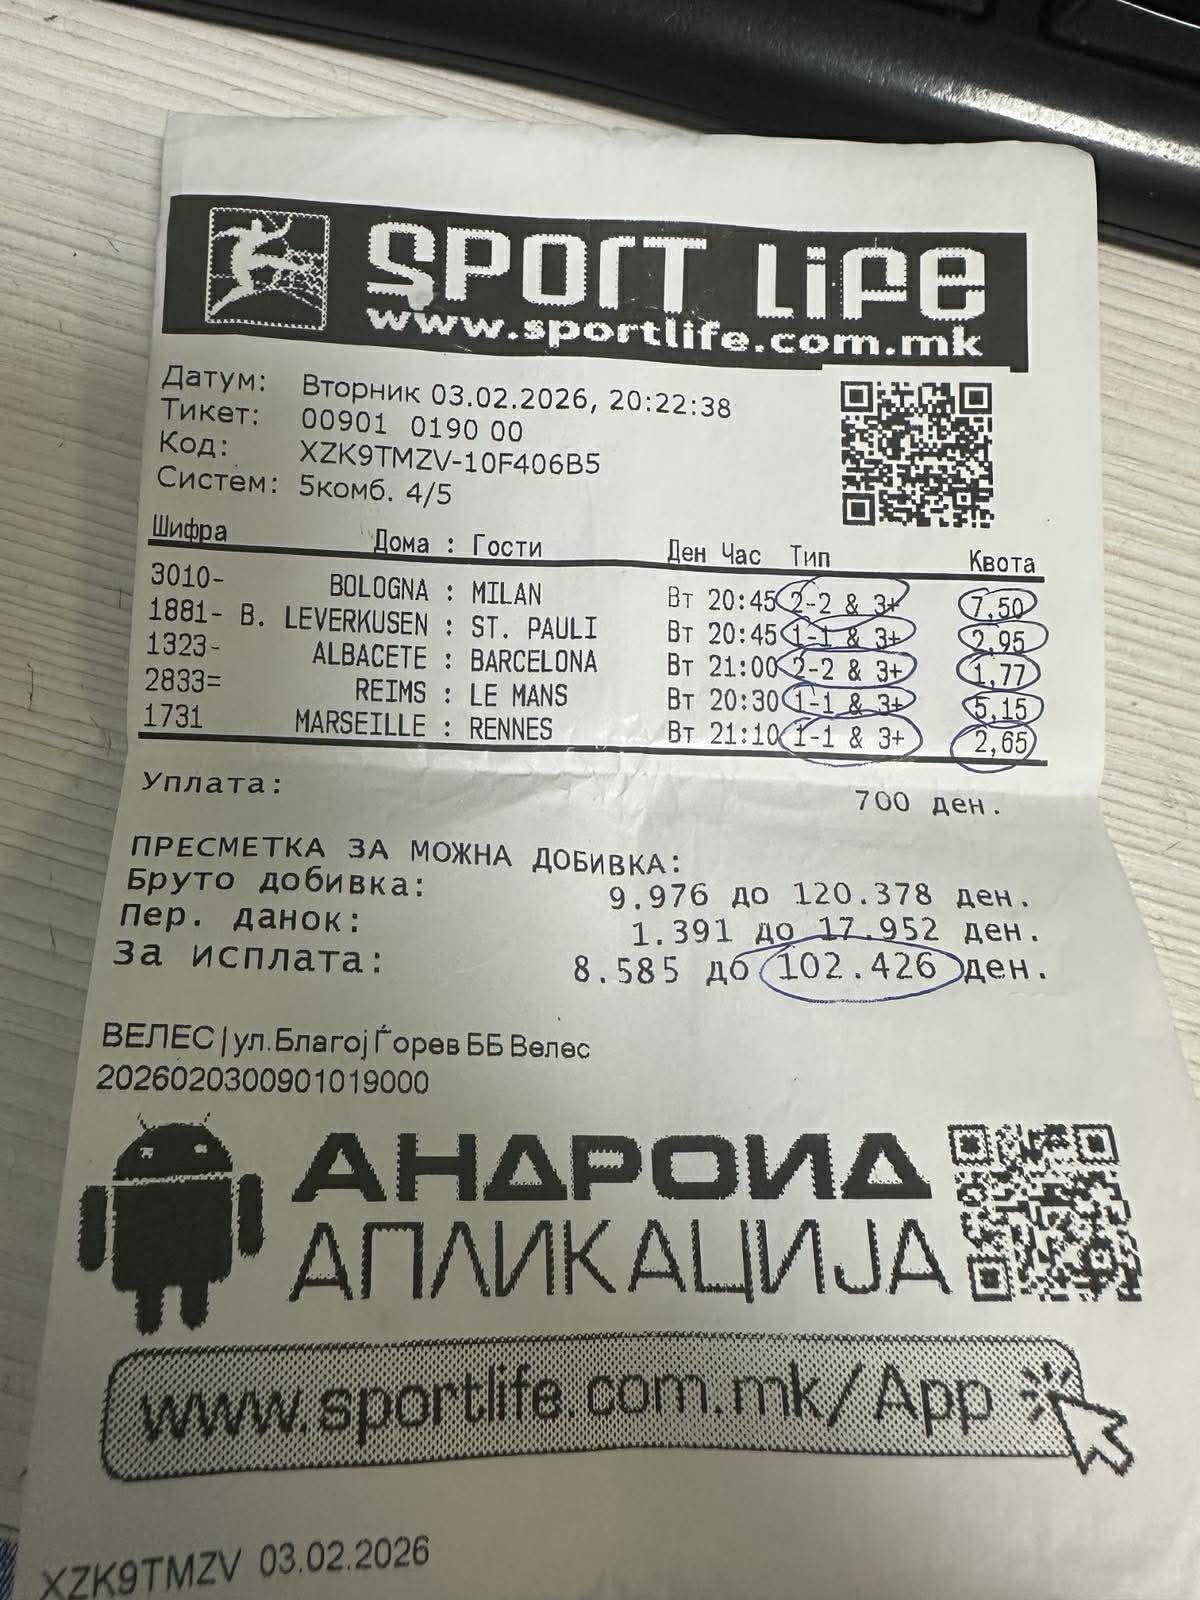 SPORT LIFE
www.sportlife.com.mk
Датум: Вторник 03.02.2026, 20:22:38
Тикет: 00901 0190 00
Код: XZK9TMZV-10F406B5
Систем: 5комб. 4/5
Шифра Дома : Гости Ден Час Тип Квота
3010- BOLOGNA : MILAN Вт 20:45 2-2 & 3+ 7,50
1881- B. LEVERKUSEN : ST. PAULI Вт 20:45 1-1 & 3+ 2,95
1323- ALBACETE : BARCELONA Вт 21:00 2-2 & 3+ 1,77
2833= REIMS : LE MANS Вт 20:30 1-1 & 3+ 5,15
1731 MARSEILLE : RENNES Вт 21:10 1-1 & 3+ 2,65
Уплата: 700 ден.
ПРЕСМЕТКА ЗА МОЖНА ДОБИВКА:
Бруто добивка: 9.976 до 120.378 ден.
Пер. данок: 1.391 до 17.952 ден.
За исплата: 8.585 до 102.426 ден.
ВЕЛЕС|ул.Благој Ѓорев ББ Велес
2026020300901019000
АНДРОИД
АПЛИКАЦИЈА
www.sportlife.com.mk/App
XZK9TMZV 03.02.2026